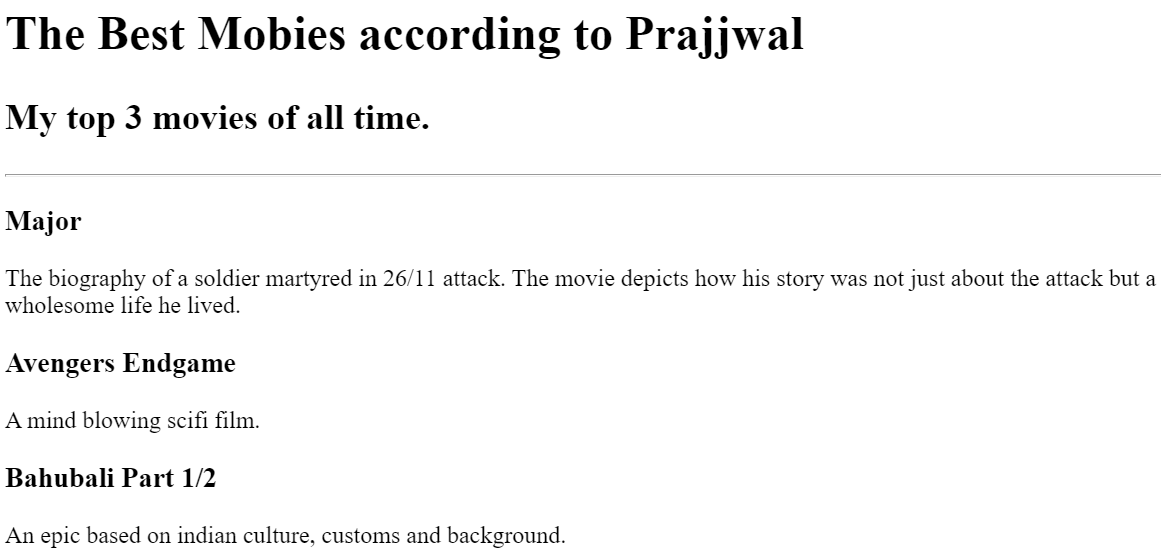 The Best Mobies according to Prajjwal
My top 3 movies of all time.
Major
The biography of a soldier martyred in 26/11 attack. The movie depicts how his story was not just about the attack but a
wholesome life he lived.
Avengers Endgame
A mind blowing scifi film.
Bahubali Part 1/2
An epic based on indian culture, customs and background.